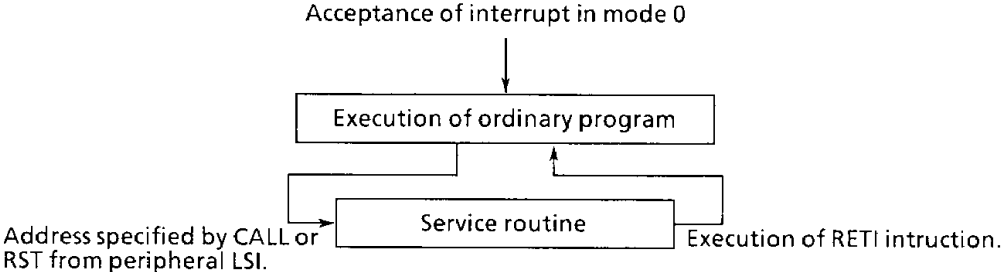 Acceptance of interrupt in mode 0
Execution of ordinary program
Service routine
Address specified by CALL or
RST from peripheral LSI.
Execution of RETI intruction.